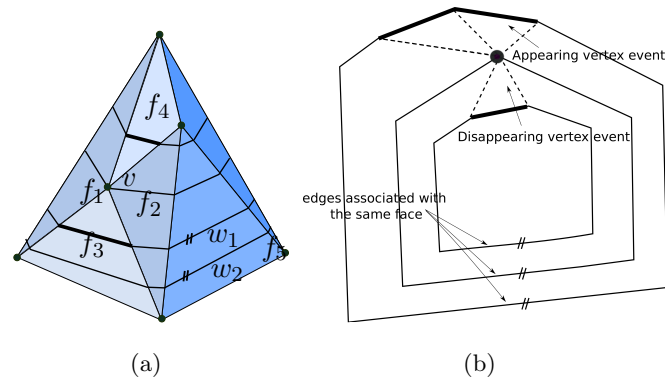 f₄
v
f₁
f₂
f₃
w₁
f₅
w₂
Appearing vertex event
Disappearing vertex event
edges associated with
the same face
(a)
(b)